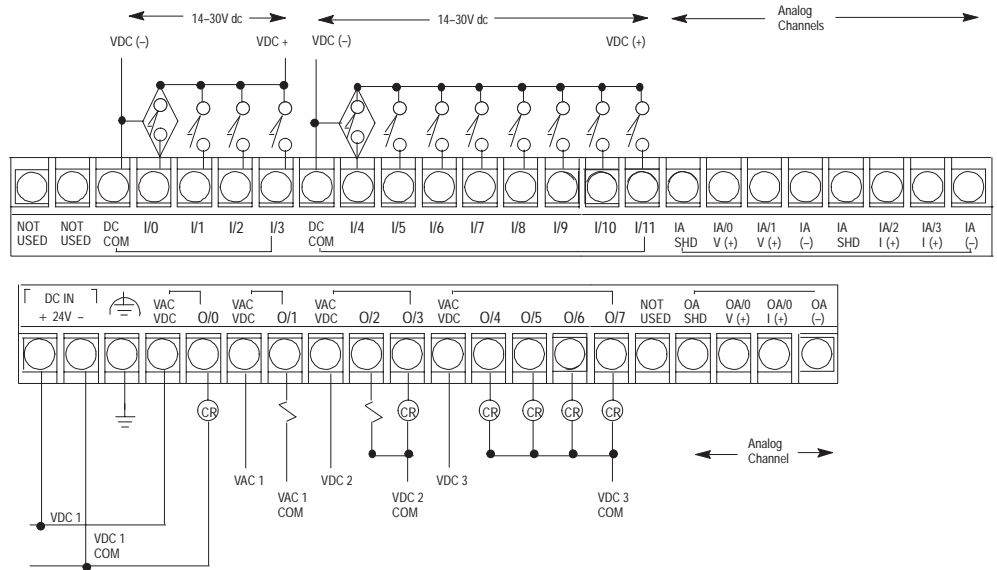 14–30V dc
14–30V dc
Analog
Channels
VDC (–)
VDC +
VDC (–)
VDC (+)
NOT
USED
NOT
USED
DC
COM
I/0
I/1
I/2
I/3
DC
COM
I/4
I/5
I/6
I/7
I/8
I/9
I/10
I/11
IA
SHD
IA/0
V (+)
IA/1
V (+)
IA
(–)
IA
SHD
IA/2
I (+)
IA/3
I (+)
IA
(–)
DC IN
+ 24V –
VAC
VDC
O/0
VAC
VDC
O/1
VAC
VDC
O/2
O/3
VAC
VDC
O/4
O/5
O/6
O/7
NOT
USED
OA
SHD
OA/0
V (+)
OA/0
I (+)
OA
(–)
CR
CR
CR
CR
CR
CR
Analog
Channel
VAC 1
VAC 1
COM
VDC 2
VDC 2
COM
VDC 3
VDC 3
COM
VDC 1
VDC 1
COM